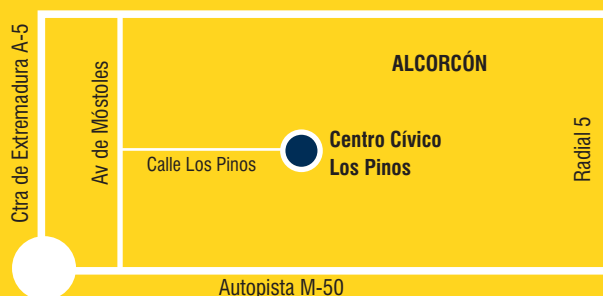 Ctra de Extremadura A-5
Av de Móstoles
ALCORCÓN
Centro Cívico
Los Pinos
Calle Los Pinos
Radial 5
Autopista M-50